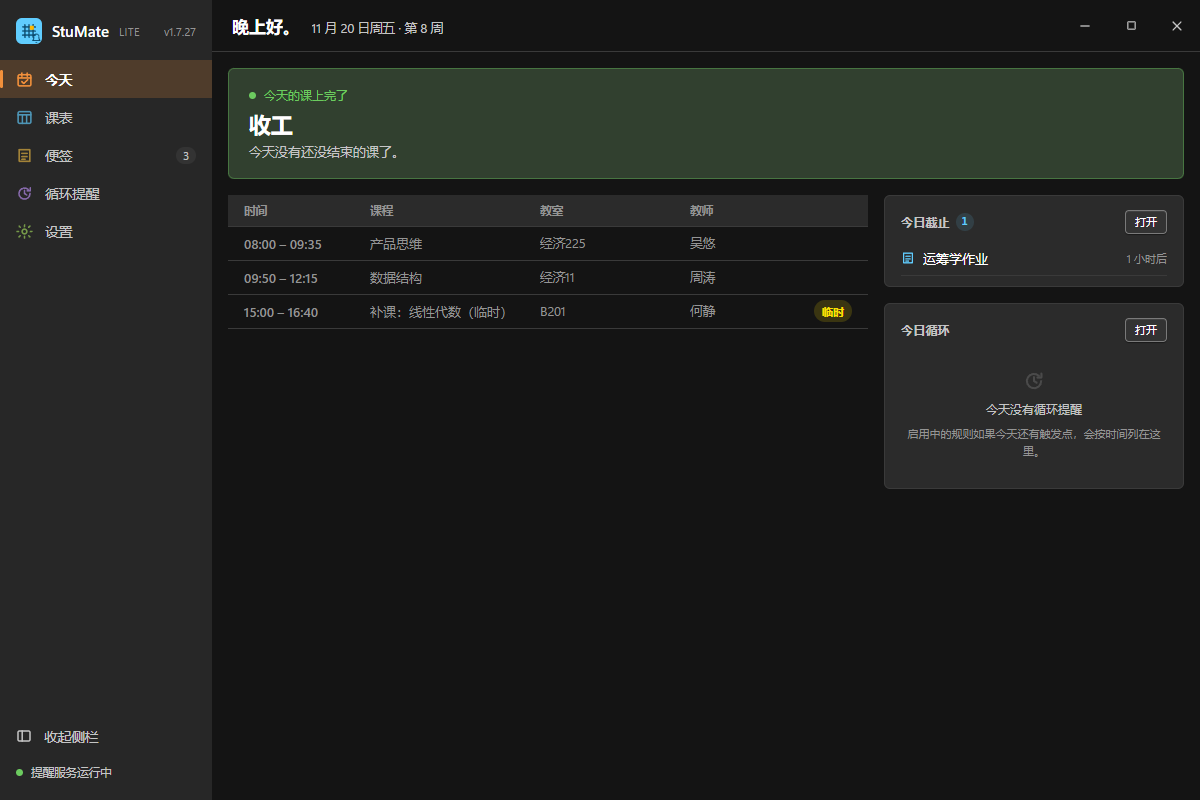 StuMate LITE v1.7.27
今天
课表
便签 3
循环提醒
设置
收起侧栏
提醒服务运行中
晚上好。 11 月 20 日周五 · 第 8 周
今天的课上完了
收工
今天没有还没结束的课了。
时间 课程 教室 教师
08:00 – 09:35 产品思维 经济225 吴悠
09:50 – 12:15 数据结构 经济11 周涛
15:00 – 16:40 补课：线性代数（临时） B201 何静 临时
今日截止 1 打开
运筹学作业 1 小时后
今日循环 打开
今天没有循环提醒
启用中的规则如果今天还有触发点，会按时间列在这
里。